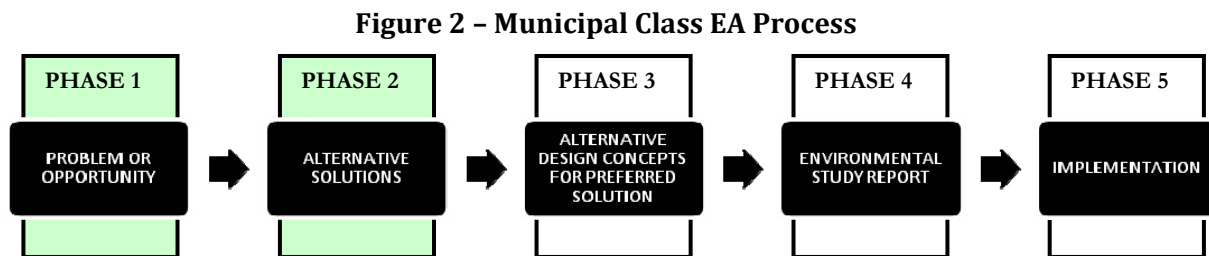 Figure 2 – Municipal Class EA Process
PHASE 1
PHASE 2
PHASE 3
PHASE 4
PHASE 5
PROBLEM OR
OPPORTUNITY
ALTERNATIVE
SOLUTIONS
ALTERNATIVE
DESIGN CONCEPTS
FOR PREFERRED
SOLUTION
ENVIRONMENTAL
STUDY REPORT
IMPLEMENTATION